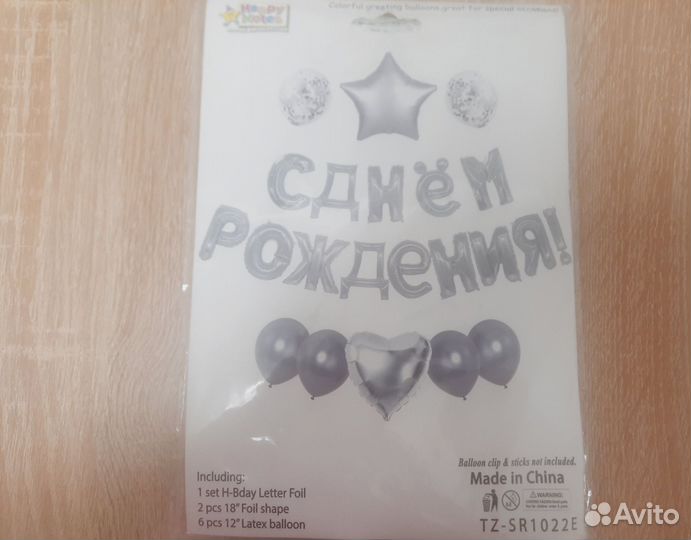 Happy
Notes
Colorful greeting balloons, great for special occasions!
С ДНЁМ
РОЖДЕНИЯ!
Balloon clip & sticks not included.
Including:
1 set H-Bday Letter Foil
2 pcs 18" Foil shape
6 pcs 12" Latex balloon
Made in China
WARNING:
TZ-SR1022E
Avito